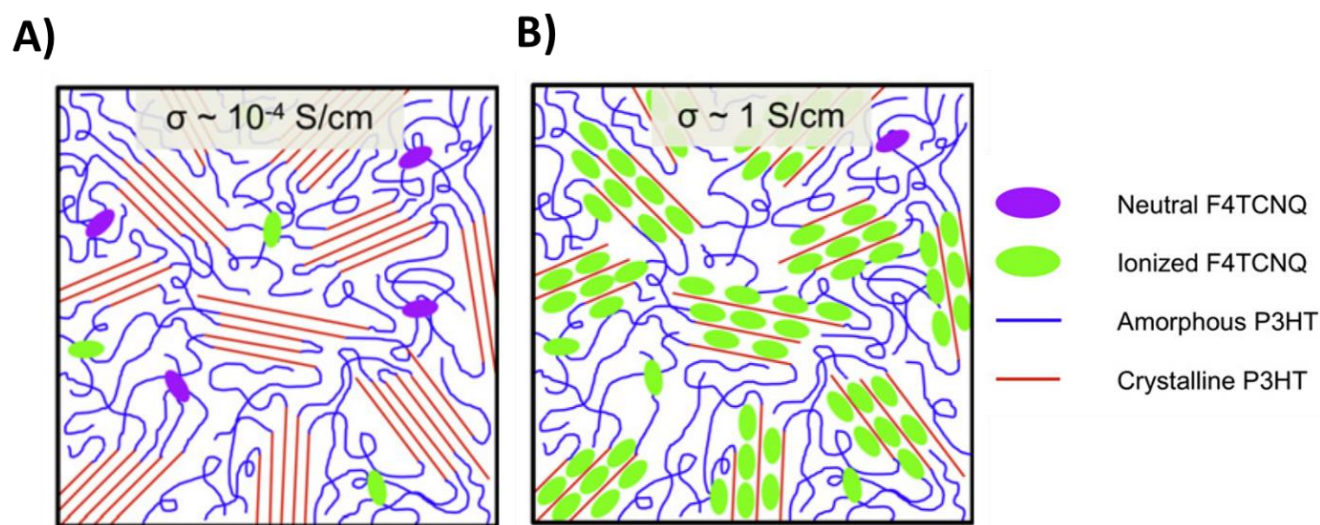 A)
B)
σ ~ 10⁻⁴ S/cm
σ ~ 1 S/cm
Neutral F4TCNQ
Ionized F4TCNQ
Amorphous P3HT
Crystalline P3HT